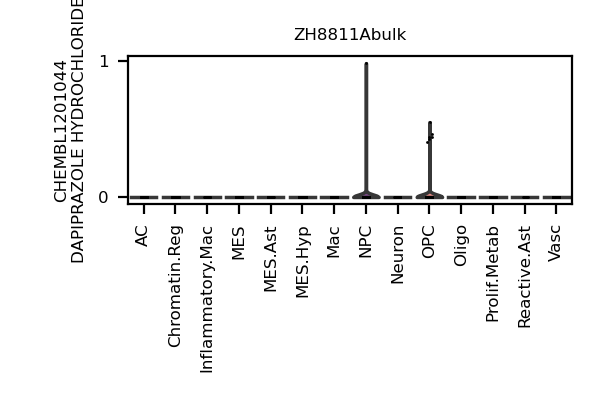 ZH8811Abulk
CHEMBL1201044
DAPIPRAZOLE HYDROCHLORIDE
1
0
AC
Chromatin.Reg
Inflammatory.Mac
MES
MES.Ast
MES.Hyp
Mac
NPC
Neuron
OPC
Oligo
Prolif.Metab
Reactive.Ast
Vasc